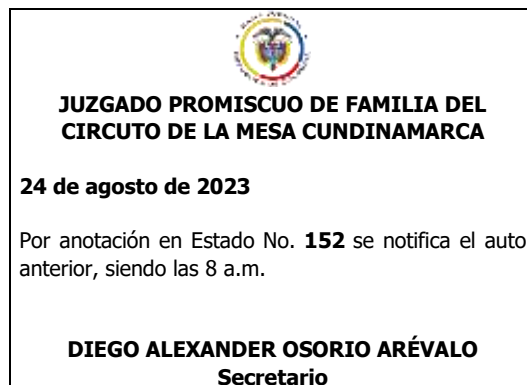 JUZGADO PROMISCUO DE FAMILIA DEL
CIRCUTO DE LA MESA CUNDINAMARCA
24 de agosto de 2023
Por anotación en Estado No. 152 se notifica el auto
anterior, siendo las 8 a.m.
DIEGO ALEXANDER OSORIO ARÉVALO
Secretario